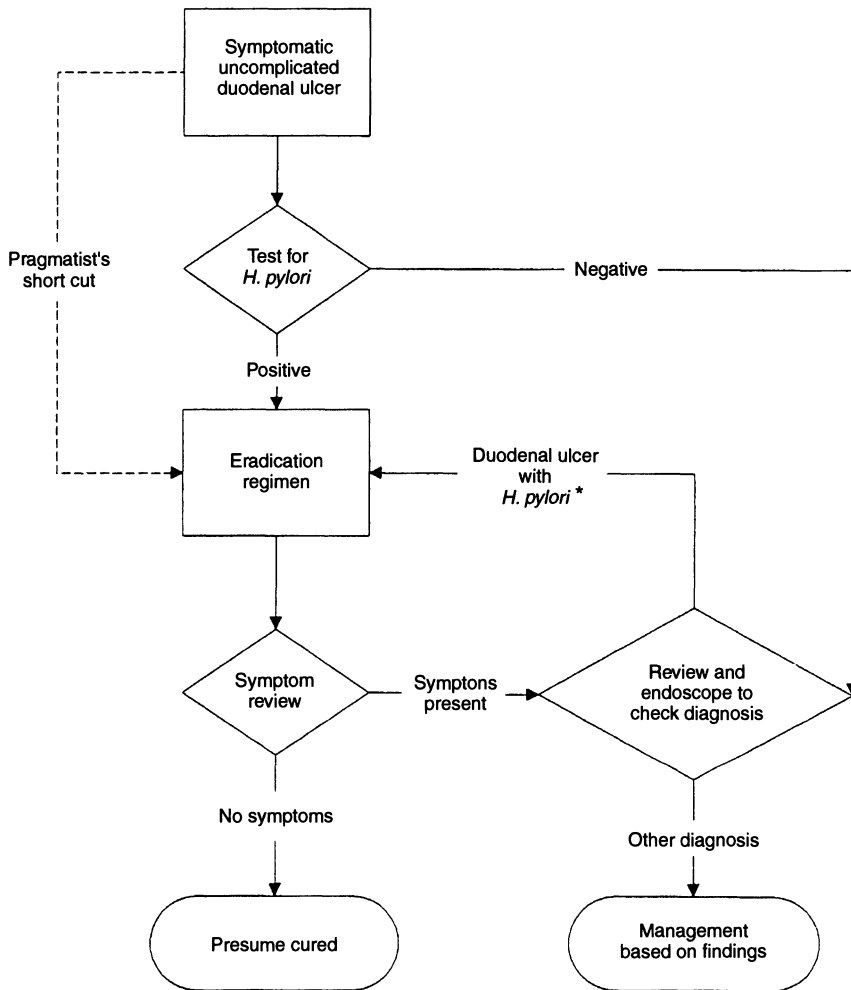 Symptomatic
uncomplicated
duodenal ulcer
Pragmatist's
short cut
Test for
H. pylori
Negative
Positive
Eradication
regimen
Duodenal ulcer
with
H. pylori *
Symptom
review
Symptons
present
Review and
endoscope to
check diagnosis
No symptoms
Other diagnosis
Presume cured
Management
based on findings